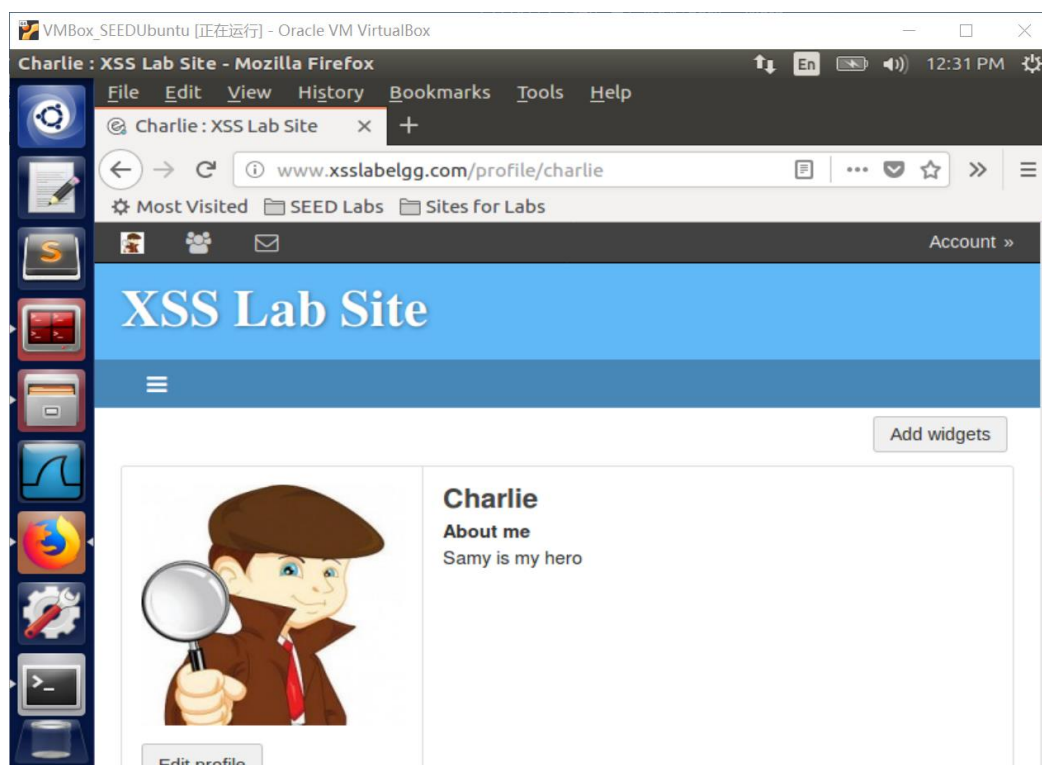 VMBox_SEEDUbuntu [正在运行] - Oracle VM VirtualBox
Charlie : XSS Lab Site - Mozilla Firefox En 12:31 PM
File Edit View History Bookmarks Tools Help
Charlie : XSS Lab Site × +
www.xsslabelgg.com/profile/charlie
Most Visited SEED Labs Sites for Labs
Account »
XSS Lab Site
Add widgets
Charlie
About me
Samy is my hero
Edit profile